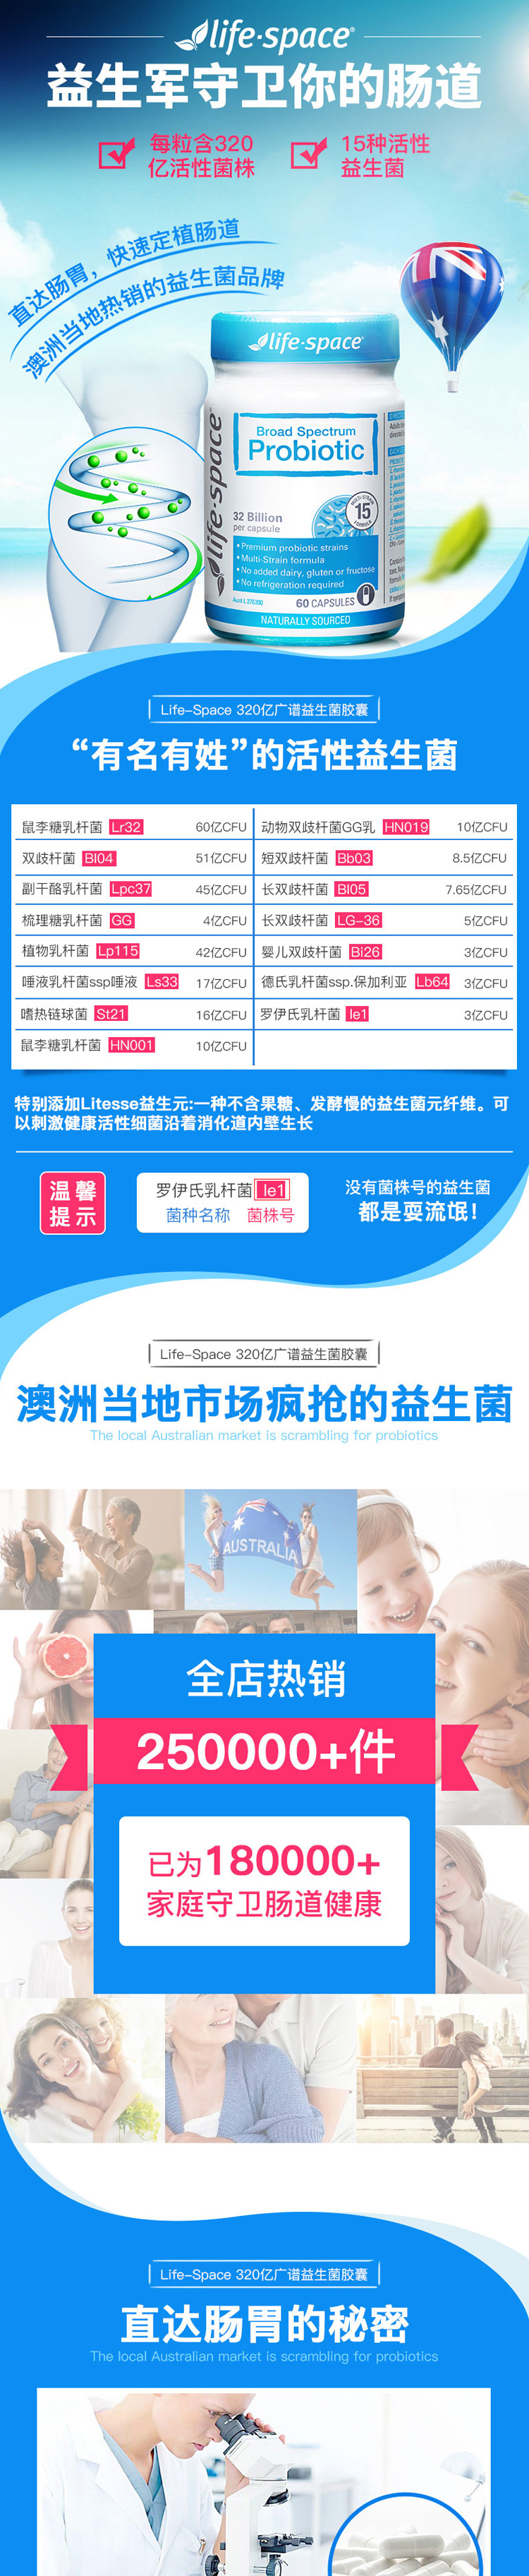 life·space®
益生军守卫你的肠道
每粒含320
亿活性菌株
15种活性
益生菌
直达肠胃，快速定植肠道
澳洲当地热销的益生菌品牌
life·space
life·space
Broad Spectrum
Probiotic
32 Billion
per capsule
MULTI-STRAIN
15
FORMULA
• Premium probiotic strains
• Multi-Strain formula
• No added dairy, gluten or fructose
• No refrigeration required
60 CAPSULES
NATURALLY SOURCED
Life-Space 320亿广谱益生菌胶囊
“有名有姓”的活性益生菌
鼠李糖乳杆菌 Lr32 60亿CFU 动物双歧杆菌GG乳 HN019 10亿CFU
双歧杆菌 Bl04 51亿CFU 短双歧杆菌 Bb03 8.5亿CFU
副干酪乳杆菌 Lpc37 45亿CFU 长双歧杆菌 Bl05 7.65亿CFU
梳理糖乳杆菌 GG 4亿CFU 长双歧杆菌 LG-36 5亿CFU
植物乳杆菌 Lp115 42亿CFU 婴儿双歧杆菌 Bi26 3亿CFU
唾液乳杆菌ssp唾液 Ls33 17亿CFU 德氏乳杆菌ssp.保加利亚 Lb64 3亿CFU
嗜热链球菌 St21 16亿CFU 罗伊氏乳杆菌 le1 3亿CFU
鼠李糖乳杆菌 HN001 10亿CFU
特别添加Litesse益生元:一种不含果糖、发酵慢的益生菌元纤维。可
以刺激健康活性细菌沿着消化道内壁生长
温馨
提示
罗伊氏乳杆菌 le1
菌种名称 菌株号
没有菌株号的益生菌
都是耍流氓!
Life-Space 320亿广谱益生菌胶囊
澳洲当地市场疯抢的益生菌
The local Australian market is scrambling for probiotics
AUSTRALIA
全店热销
250000+件
已为180000+
家庭守卫肠道健康
Life-Space 320亿广谱益生菌胶囊
直达肠胃的秘密
The local Australian market is scrambling for probiotics